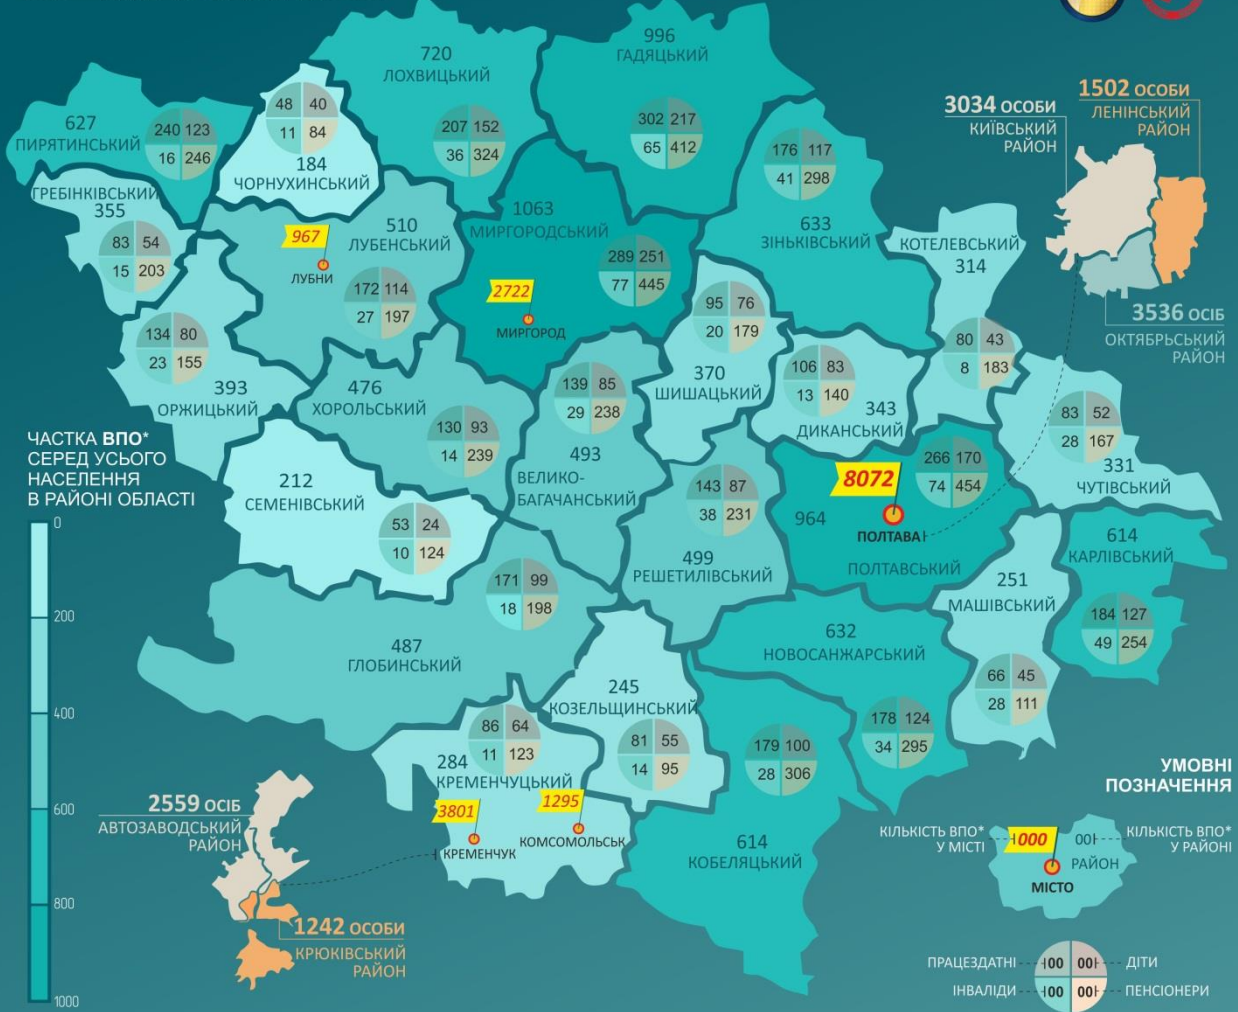 996
ГАДЯЦЬКИЙ
302 217
65 412
720
ЛОХВИЦЬКИЙ
207 152
36 324
48 40
11 84
184
ЧОРНУХИНСЬКИЙ
627
ПИРЯТИНСЬКИЙ
240 123
16 246
ГРЕБІНКІВСЬКИЙ
355
83 54
15 203
967
ЛУБНИ
510
ЛУБЕНСЬКИЙ
172 114
27 197
1063
МИРГОРОДСЬКИЙ
289 251
77 445
2722
МИРГОРОД
176 117
41 298
633
ЗІНЬКІВСЬКИЙ
КОТЕЛЕВСЬКИЙ
314
80 43
8 183
3034 ОСОБИ
КИЇВСЬКИЙ
РАЙОН
1502 ОСОБИ
ЛЕНІНСЬКИЙ
РАЙОН
3536 ОСІБ
ОКТЯБРЬСЬКИЙ
РАЙОН
134 80
23 155
393
ОРЖИЦЬКИЙ
476
ХОРОЛЬСЬКИЙ
130 93
14 239
139 85
29 238
493
ВЕЛИКО-
БАГАЧАНСЬКИЙ
95 76
20 179
370
ШИШАЦЬКИЙ
106 83
13 140
343
ДИКАНСЬКИЙ
83 52
28 167
331
ЧУТІВСЬКИЙ
ЧАСТКА ВПО*
СЕРЕД УСЬОГО
НАСЕЛЕННЯ
В РАЙОНІ ОБЛАСТІ
0
200
400
600
800
1000
212
СЕМЕНІВСЬКИЙ
53 24
10 124
143 87
38 231
499
РЕШЕТИЛІВСЬКИЙ
266 170
74 454
8072
964
ПОЛТАВА
ПОЛТАВСЬКИЙ
614
КАРЛІВСЬКИЙ
184 127
49 254
251
МАШІВСЬКИЙ
66 45
28 111
171 99
18 198
487
ГЛОБИНСЬКИЙ
632
НОВОСАНЖАРСЬКИЙ
178 124
34 295
245
КОЗЕЛЬЩИНСЬКИЙ
81 55
14 95
86 64
11 123
284
КРЕМЕНЧУЦЬКИЙ
3801
КРЕМЕНЧУК
1295
КОМСОМОЛЬСЬК
179 100
28 306
614
КОБЕЛЯЦЬКИЙ
2559 ОСІБ
АВТОЗАВОДСЬКИЙ
РАЙОН
1242 ОСОБИ
КРЮКІВСЬКИЙ
РАЙОН
УМОВНІ
ПОЗНАЧЕННЯ
КІЛЬКІСТЬ ВПО*
У МІСТІ
000
00
РАЙОН
МІСТО
КІЛЬКІСТЬ ВПО*
У РАЙОНІ
ПРАЦЕЗДАТНІ 00 00 ДІТИ
ІНВАЛІДИ 00 00 ПЕНСІОНЕРИ